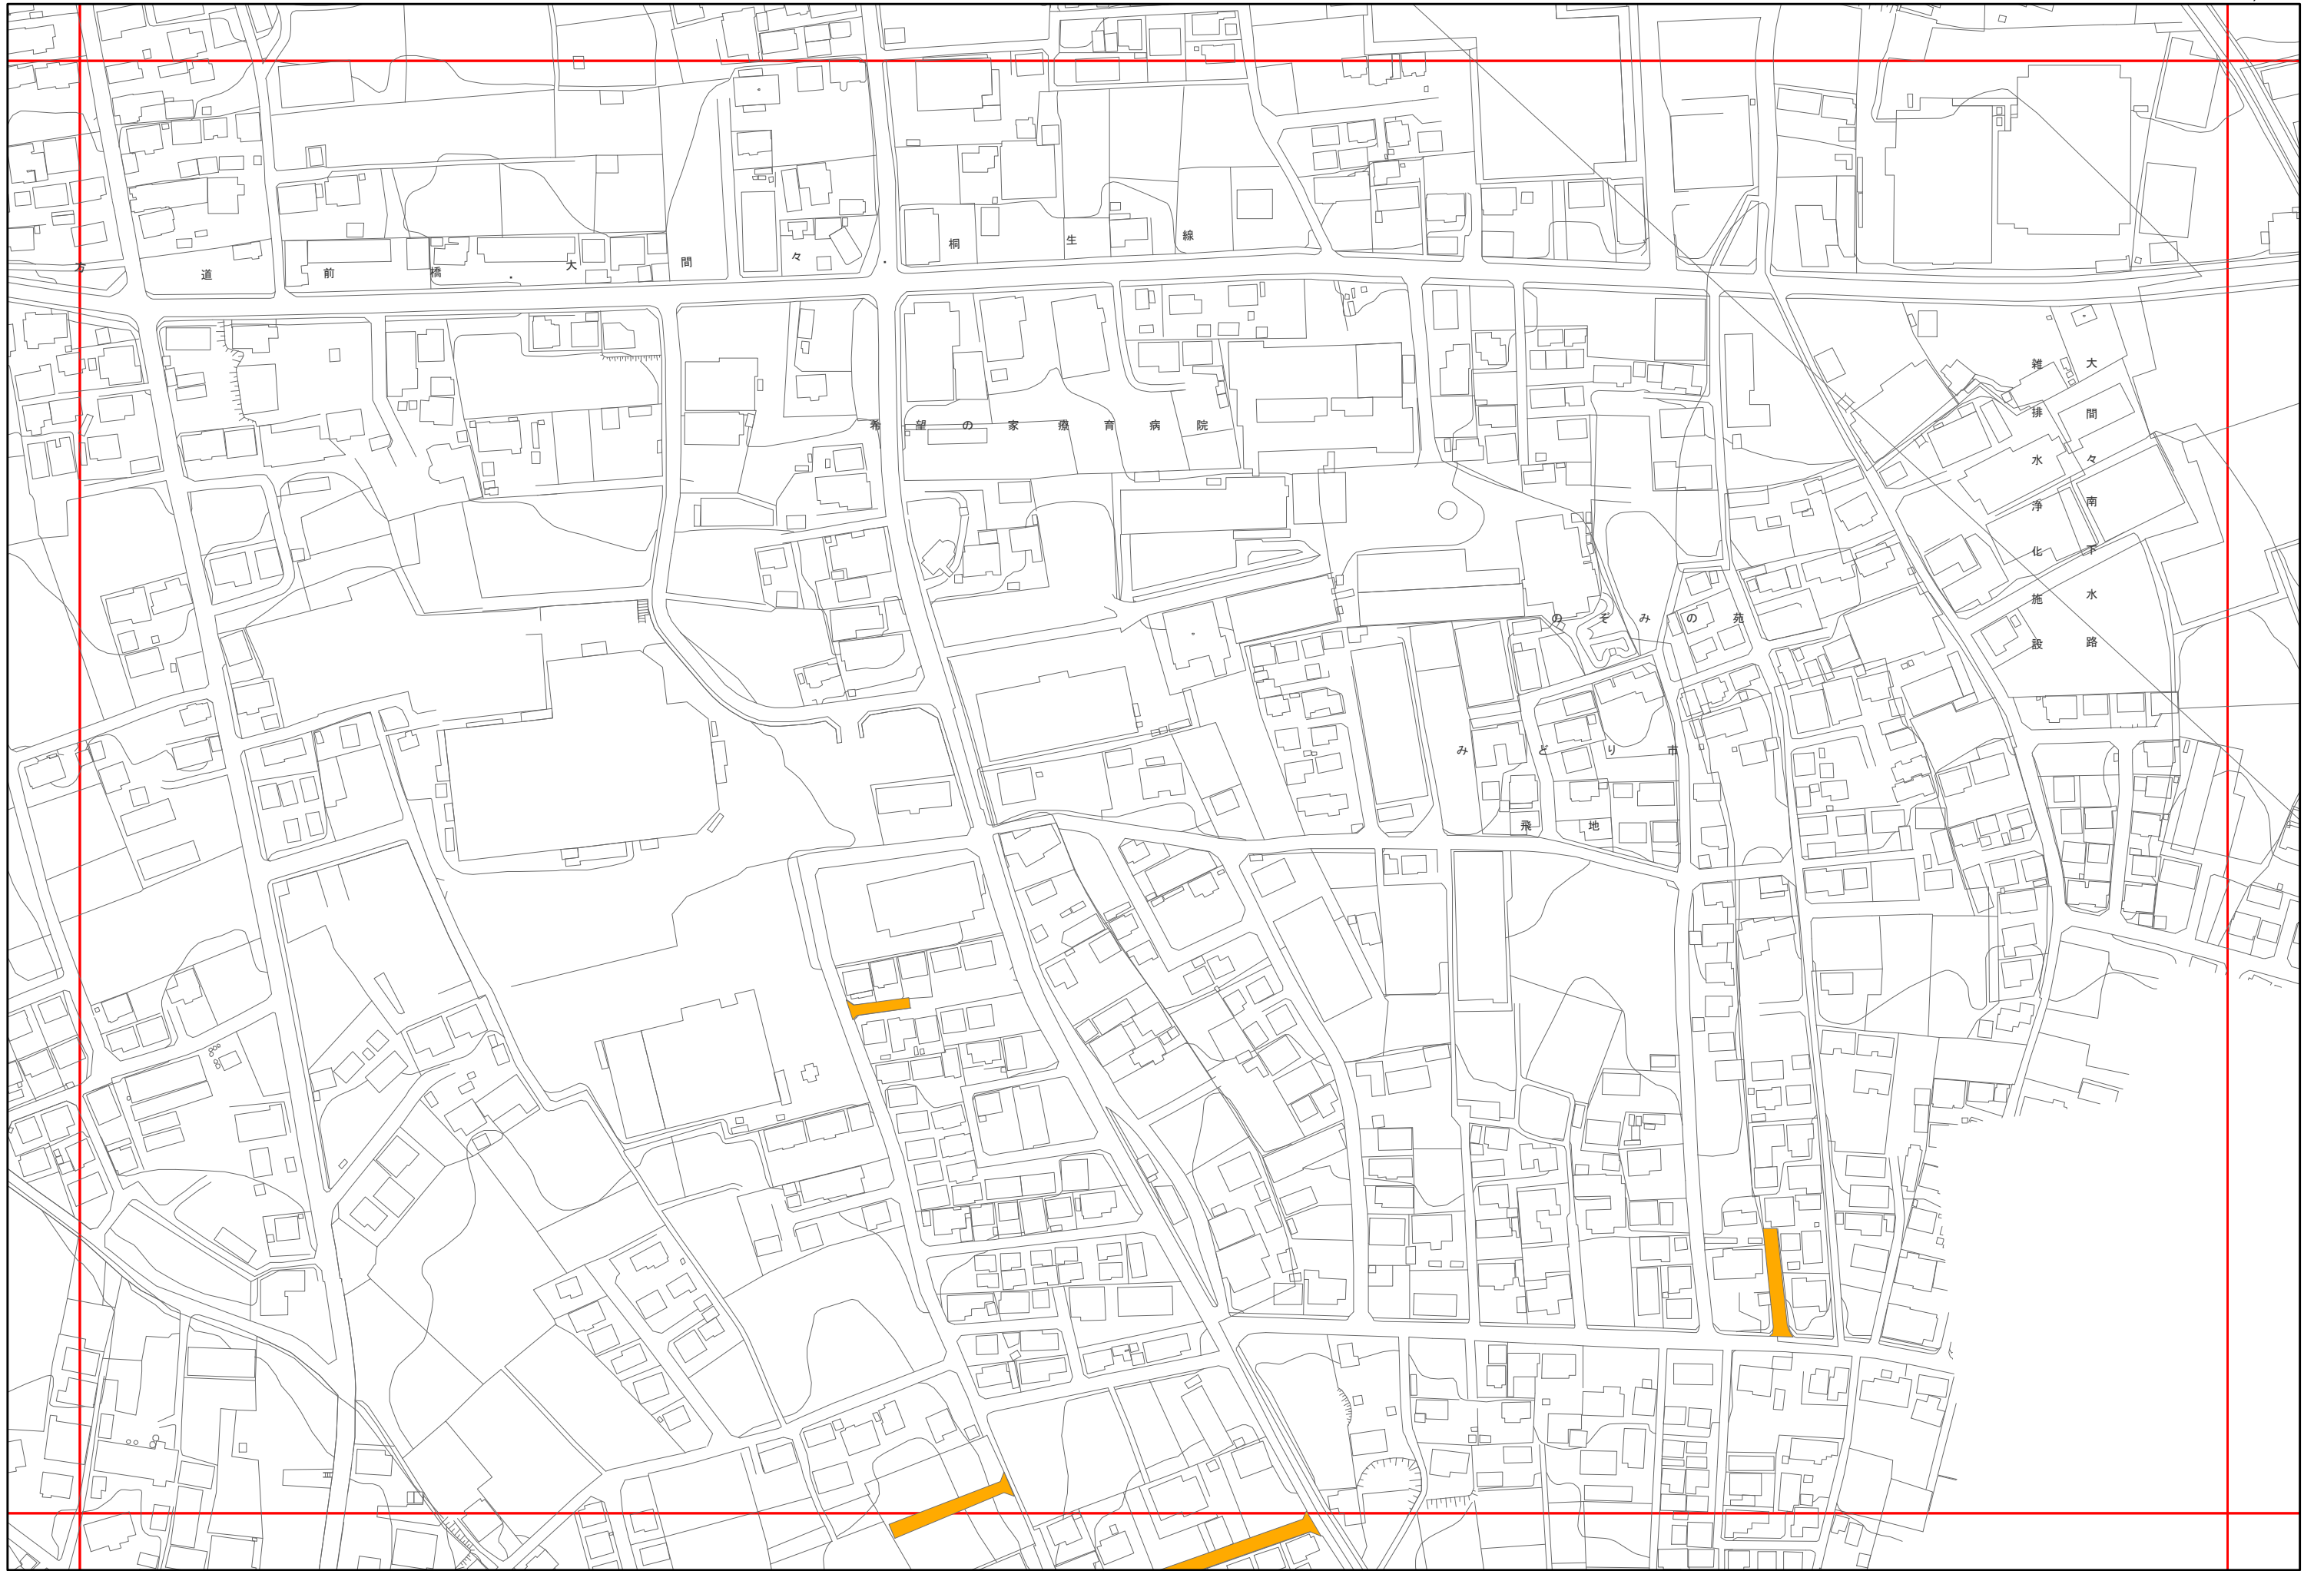 方道前橋大間々桐生線
希望の家療育病院
大間々南下水路
雑排水浄化施設
のぞみの苑
みどり市
飛地